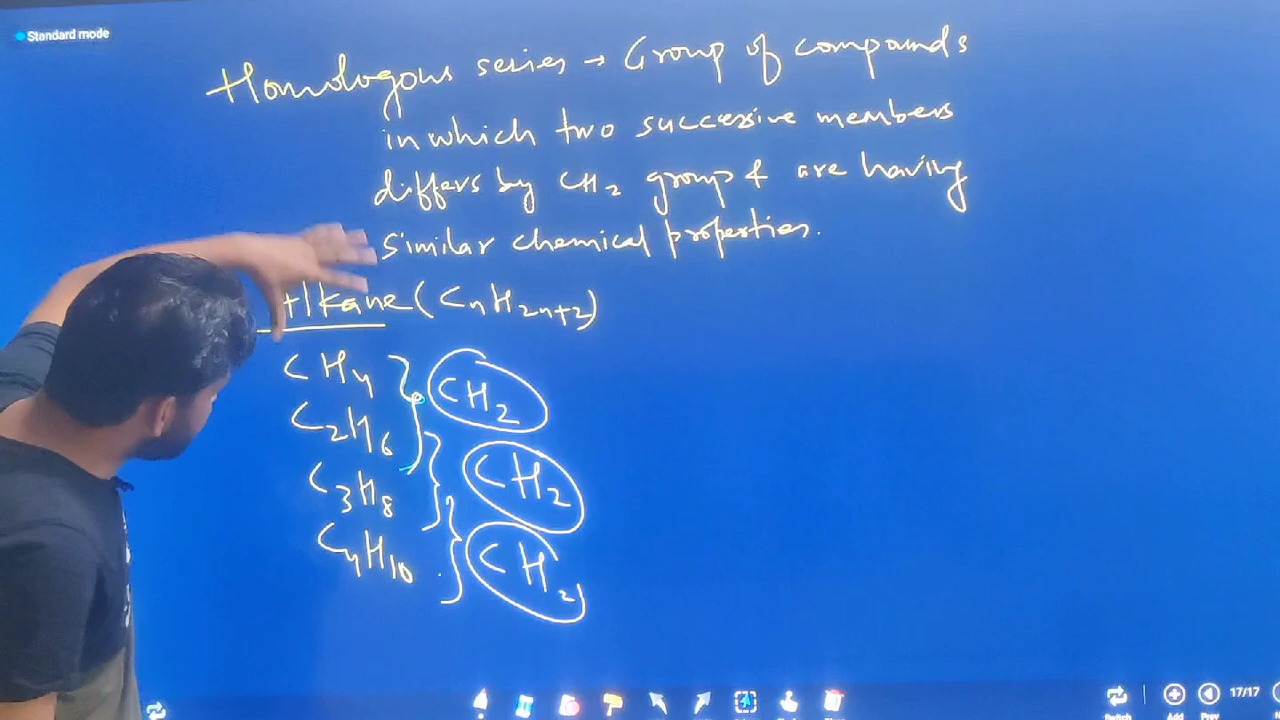 Standard mode
Homologous series → Group of compounds
in which two successive members
differs by CH₂ group & are having
similar chemical properties.
Alkane (CₙH₂ₙ₊₂)
CH₄ } CH₂
C₂H₆
} CH₂
C₃H₈
} CH₂
C₄H₁₀
17/17
Add